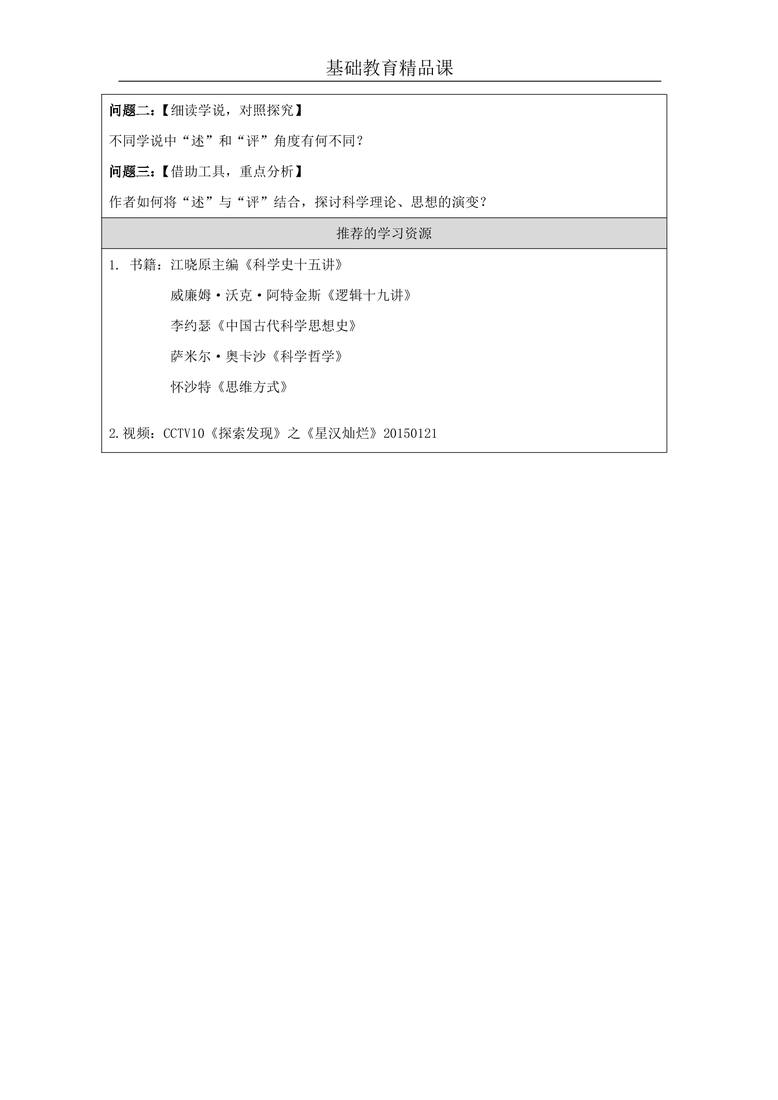 基础教育精品课
问题二：【细读学说，对照探究】
不同学说中“述”和“评”角度有何不同？
问题三：【借助工具，重点分析】
作者如何将“述”与“评”结合，探讨科学理论、思想的演变？
推荐的学习资源
1. 书籍：江晓原主编《科学史十五讲》
威廉姆·沃克·阿特金斯《逻辑十九讲》
李约瑟《中国古代科学思想史》
萨米尔·奥卡沙《科学哲学》
怀沙特《思维方式》
2.视频：CCTV10《探索发现》之《星汉灿烂》20150121